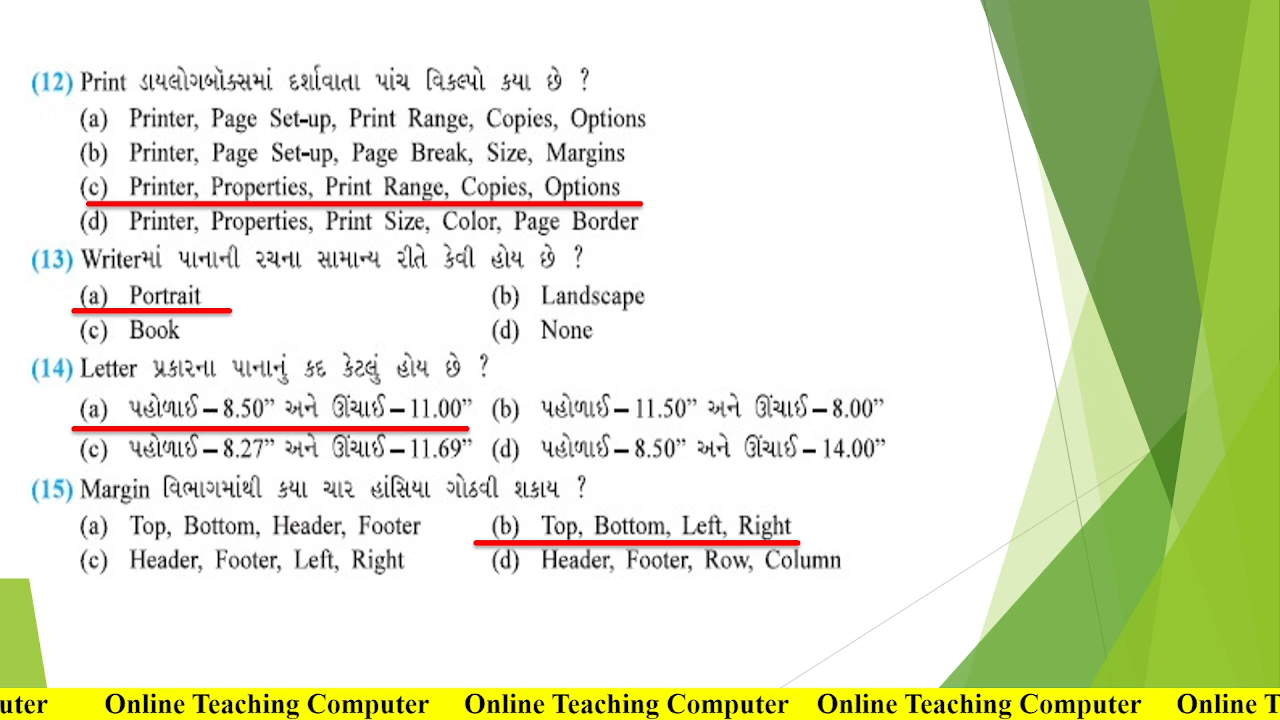 (12) Print ડાયલોગબૉક્સમાં દર્શાવાતા પાંચ વિકલ્પો કયા છે ?
(a) Printer, Page Set-up, Print Range, Copies, Options
(b) Printer, Page Set-up, Page Break, Size, Margins
(c) Printer, Properties, Print Range, Copies, Options
(d) Printer, Properties, Print Size, Color, Page Border
(13) Writerમાં પાનાની રચના સામાન્ય રીતે કેવી હોય છે ?
(a) Portrait (b) Landscape
(c) Book (d) None
(14) Letter પ્રકારના પાનાનું કદ કેટલું હોય છે ?
(a) પહોળાઈ – 8.50” અને ઊંચાઈ – 11.00” (b) પહોળાઈ – 11.50” અને ઊંચાઈ – 8.00”
(c) પહોળાઈ – 8.27” અને ઊંચાઈ – 11.69” (d) પહોળાઈ – 8.50” અને ઊંચાઈ – 14.00”
(15) Margin વિભાગમાંથી કયા ચાર હાંસિયા ગોઠવી શકાય ?
(a) Top, Bottom, Header, Footer (b) Top, Bottom, Left, Right
(c) Header, Footer, Left, Right (d) Header, Footer, Row, Column
uter Online Teaching Computer Online Teaching Computer Online Teaching Computer Online T